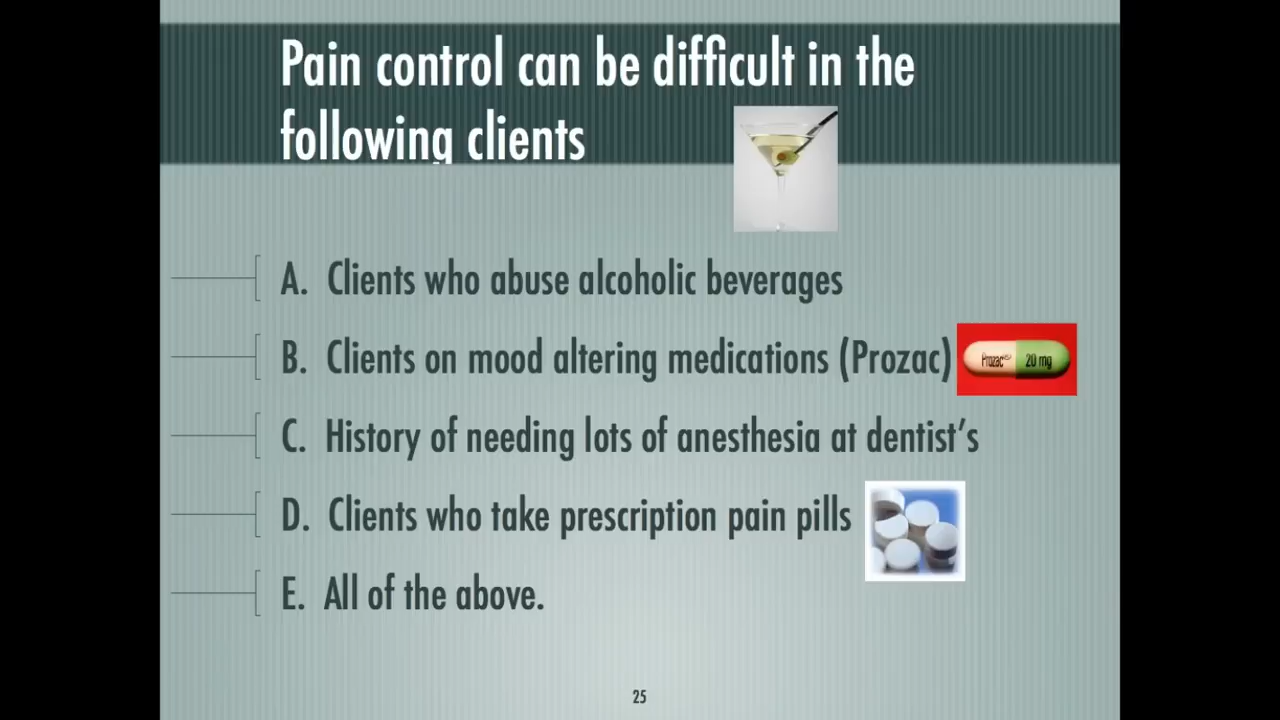 Pain control can be difficult in the
following clients
A. Clients who abuse alcoholic beverages
B. Clients on mood altering medications (Prozac)
Prozac® 20 mg
C. History of needing lots of anesthesia at dentist's
D. Clients who take prescription pain pills
E. All of the above.
25